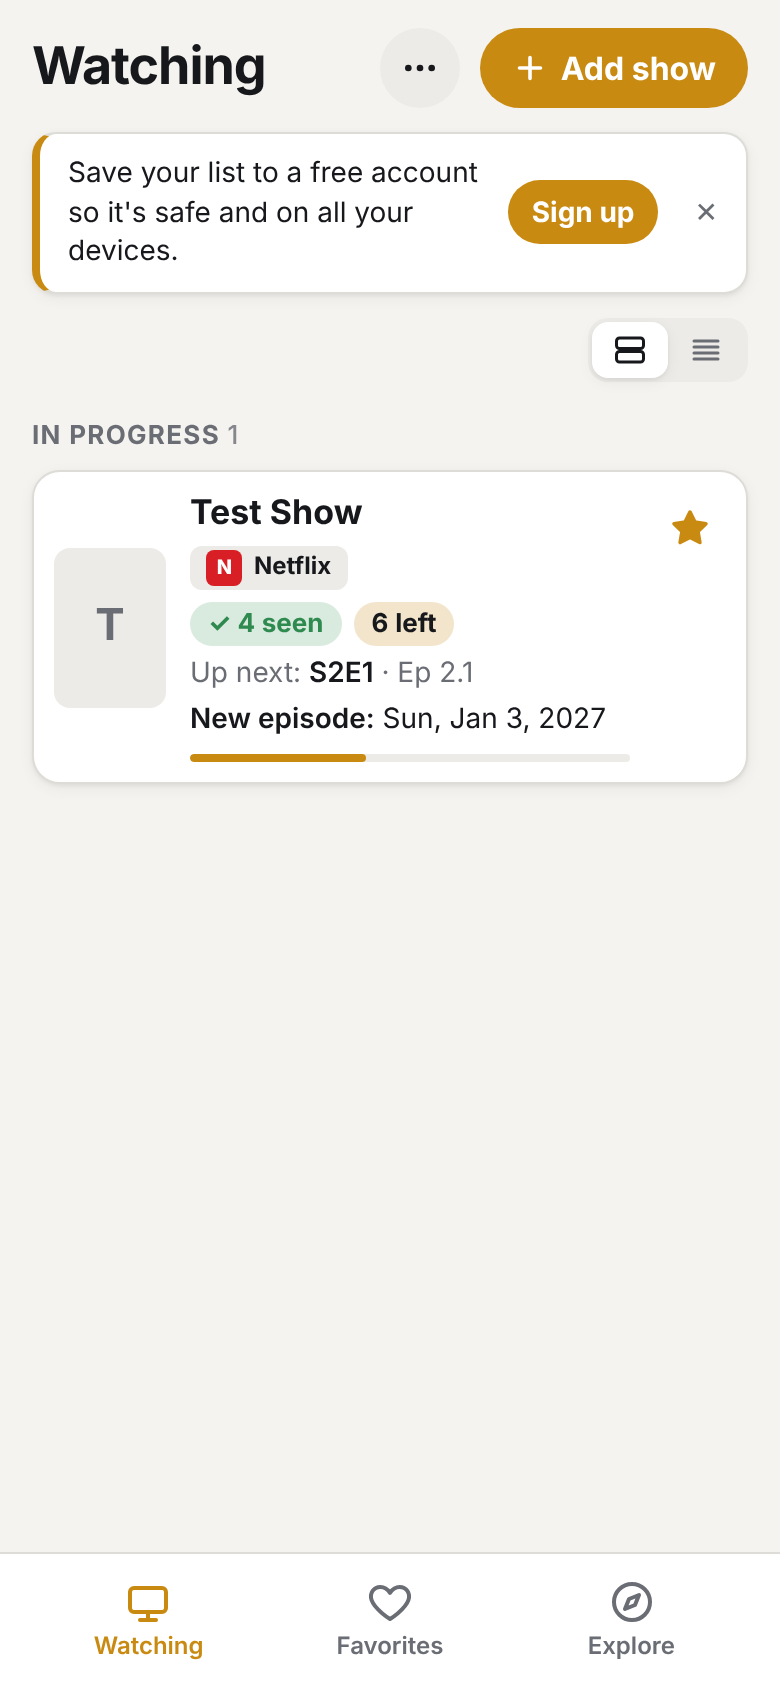 Watching
Add show
Save your list to a free account
so it's safe and on all your
devices.
Sign up
IN PROGRESS 1
Test Show
T
N Netflix
4 seen
6 left
Up next: S2E1 · Ep 2.1
New episode: Sun, Jan 3, 2027
Watching
Favorites
Explore